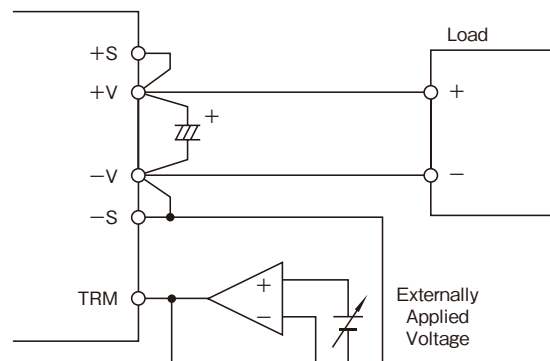 +S
Load
+V
+
+
−V
-
−S
TRM
+
−
Externally
Applied
Voltage